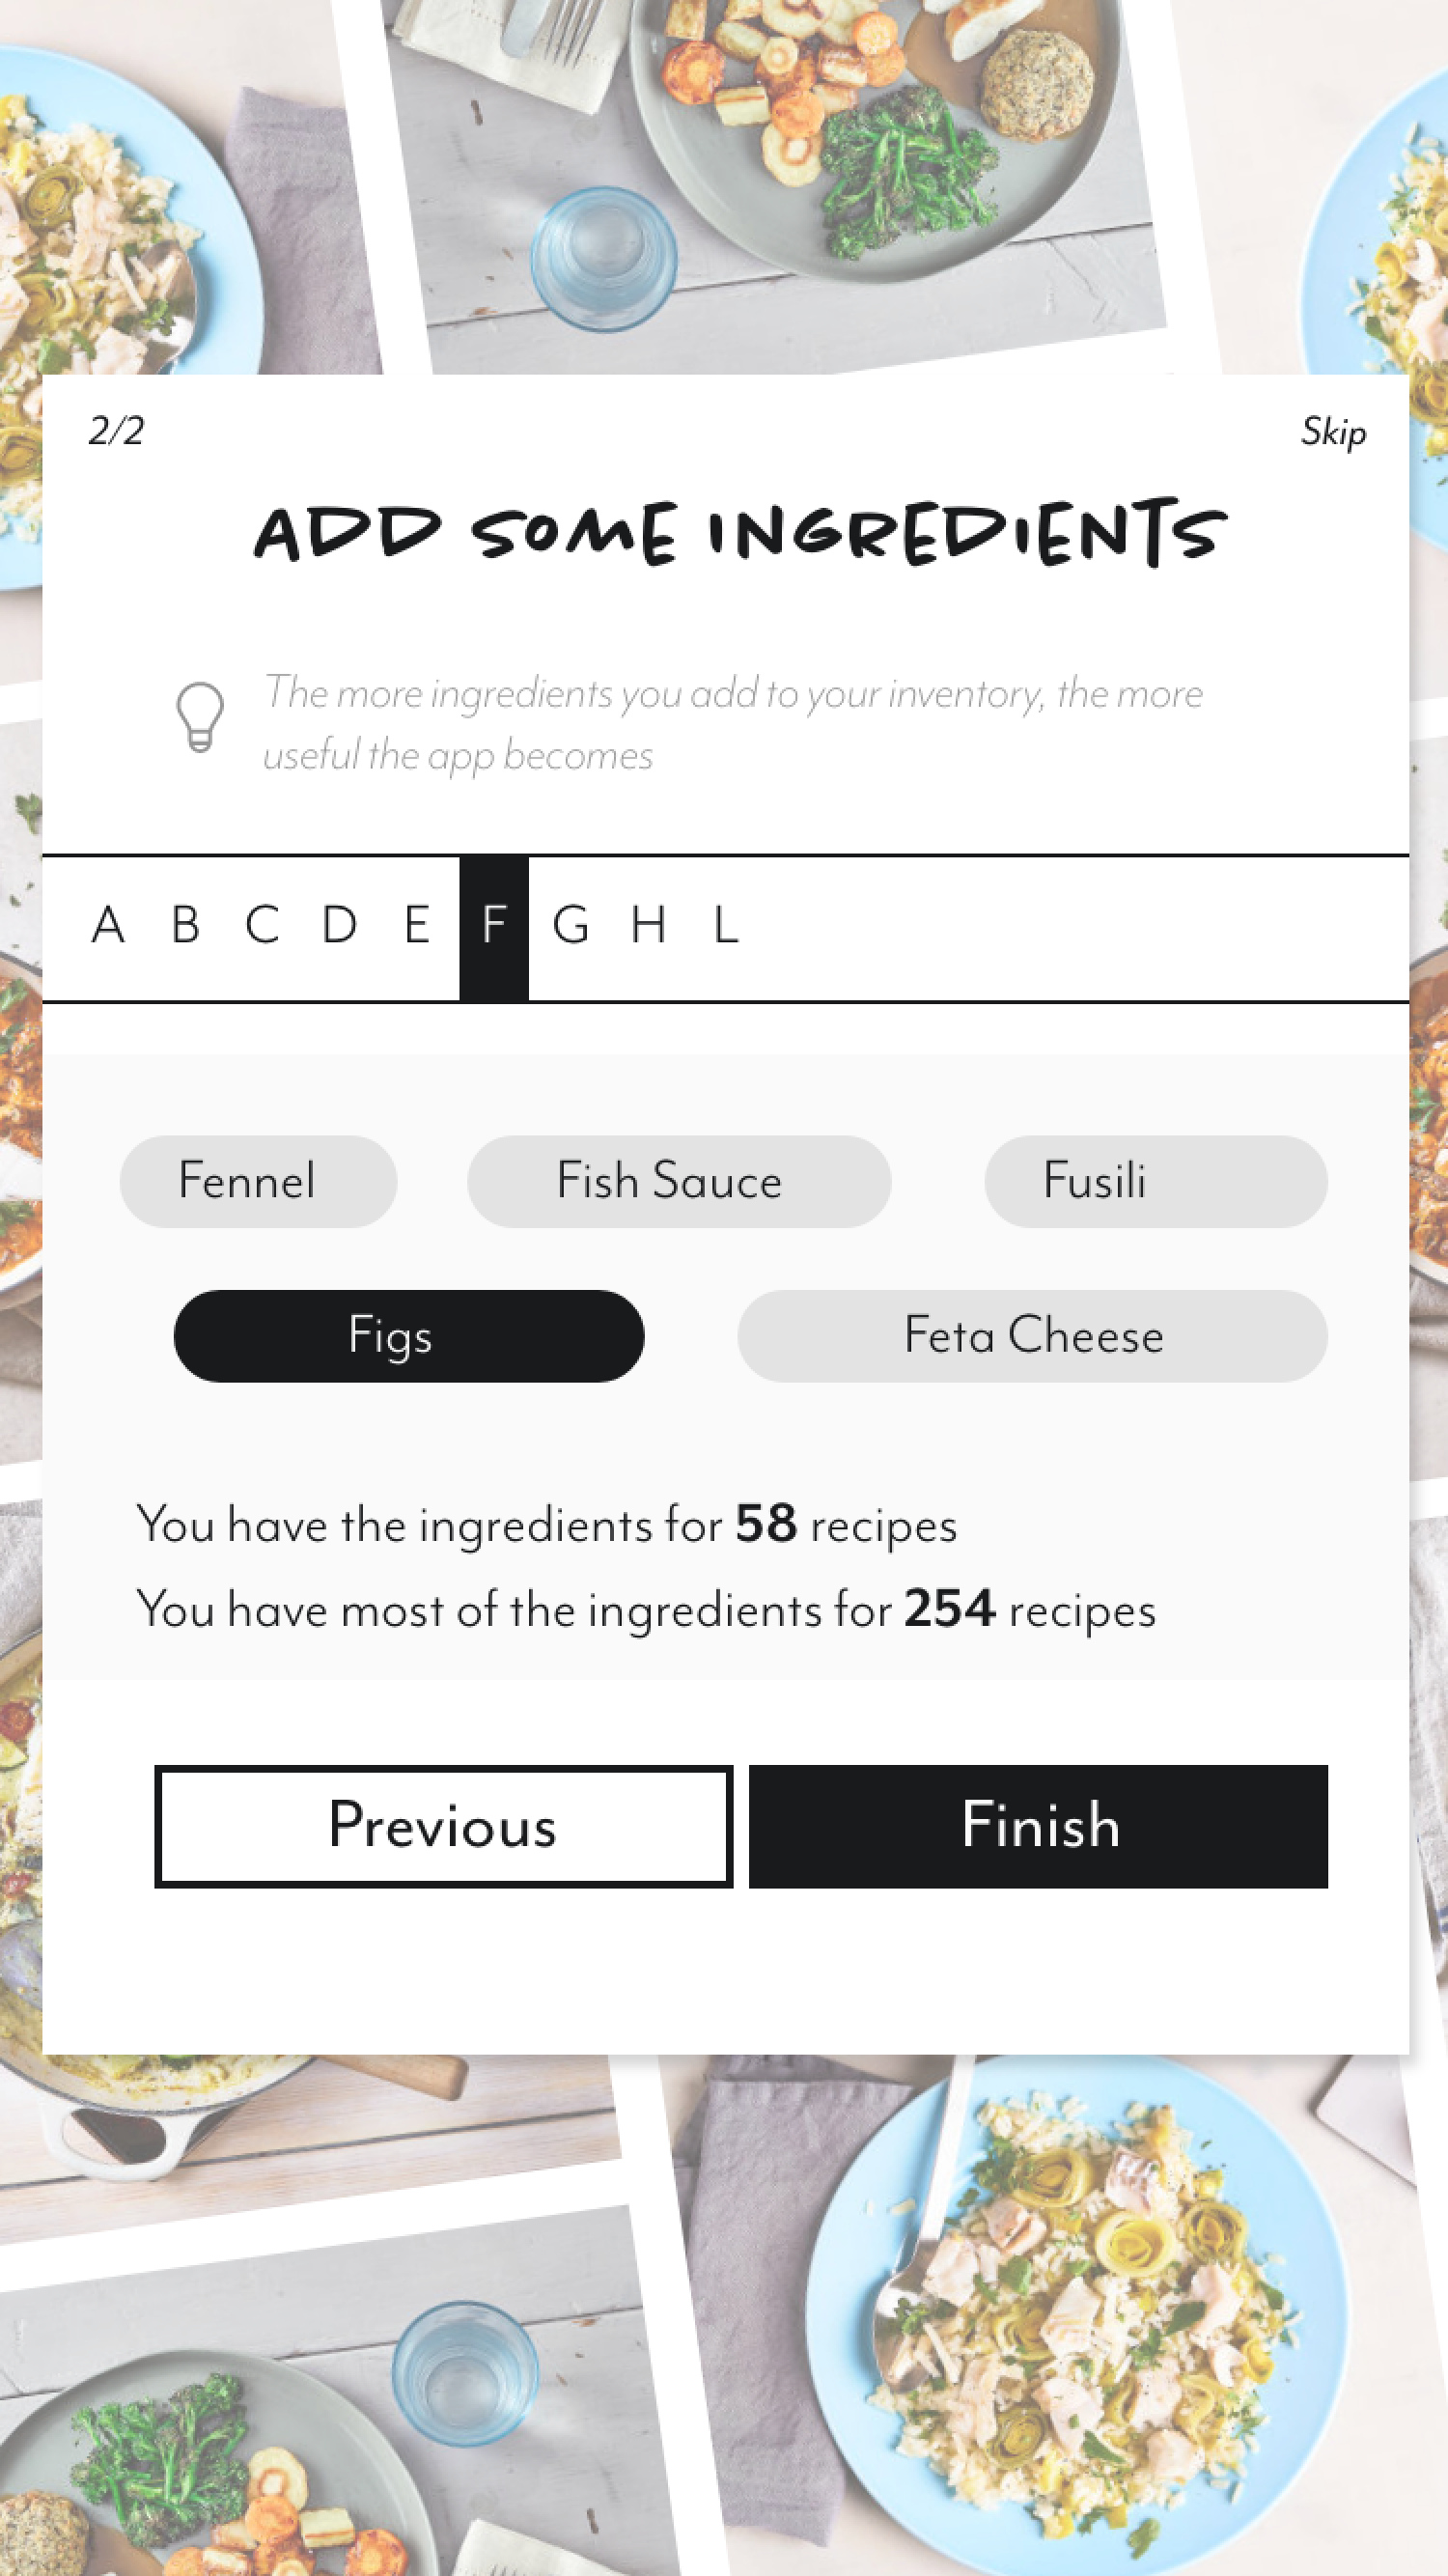 2/2 Skip
ADD SOME INGREDIENTS
The more ingredients you add to your inventory, the more
useful the app becomes
A B C D E F G H L
Fennel Fish Sauce Fusili
Figs Feta Cheese
You have the ingredients for 58 recipes
You have most of the ingredients for 254 recipes
Previous Finish